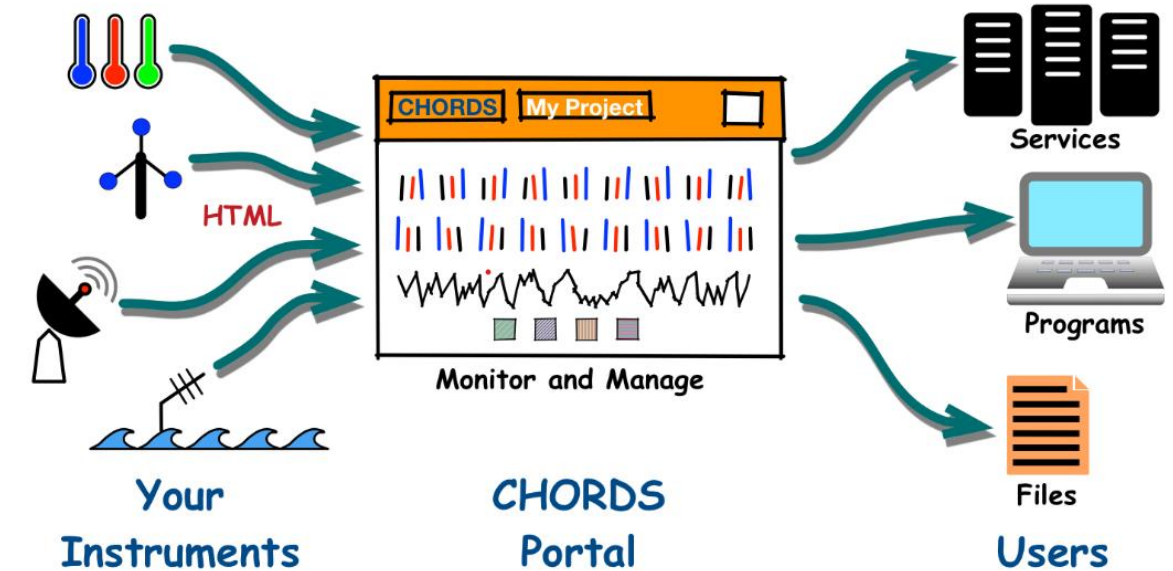 HTML
Your
Instruments
CHORDS
My Project
Monitor and Manage
CHORDS
Portal
Services
Programs
Files
Users